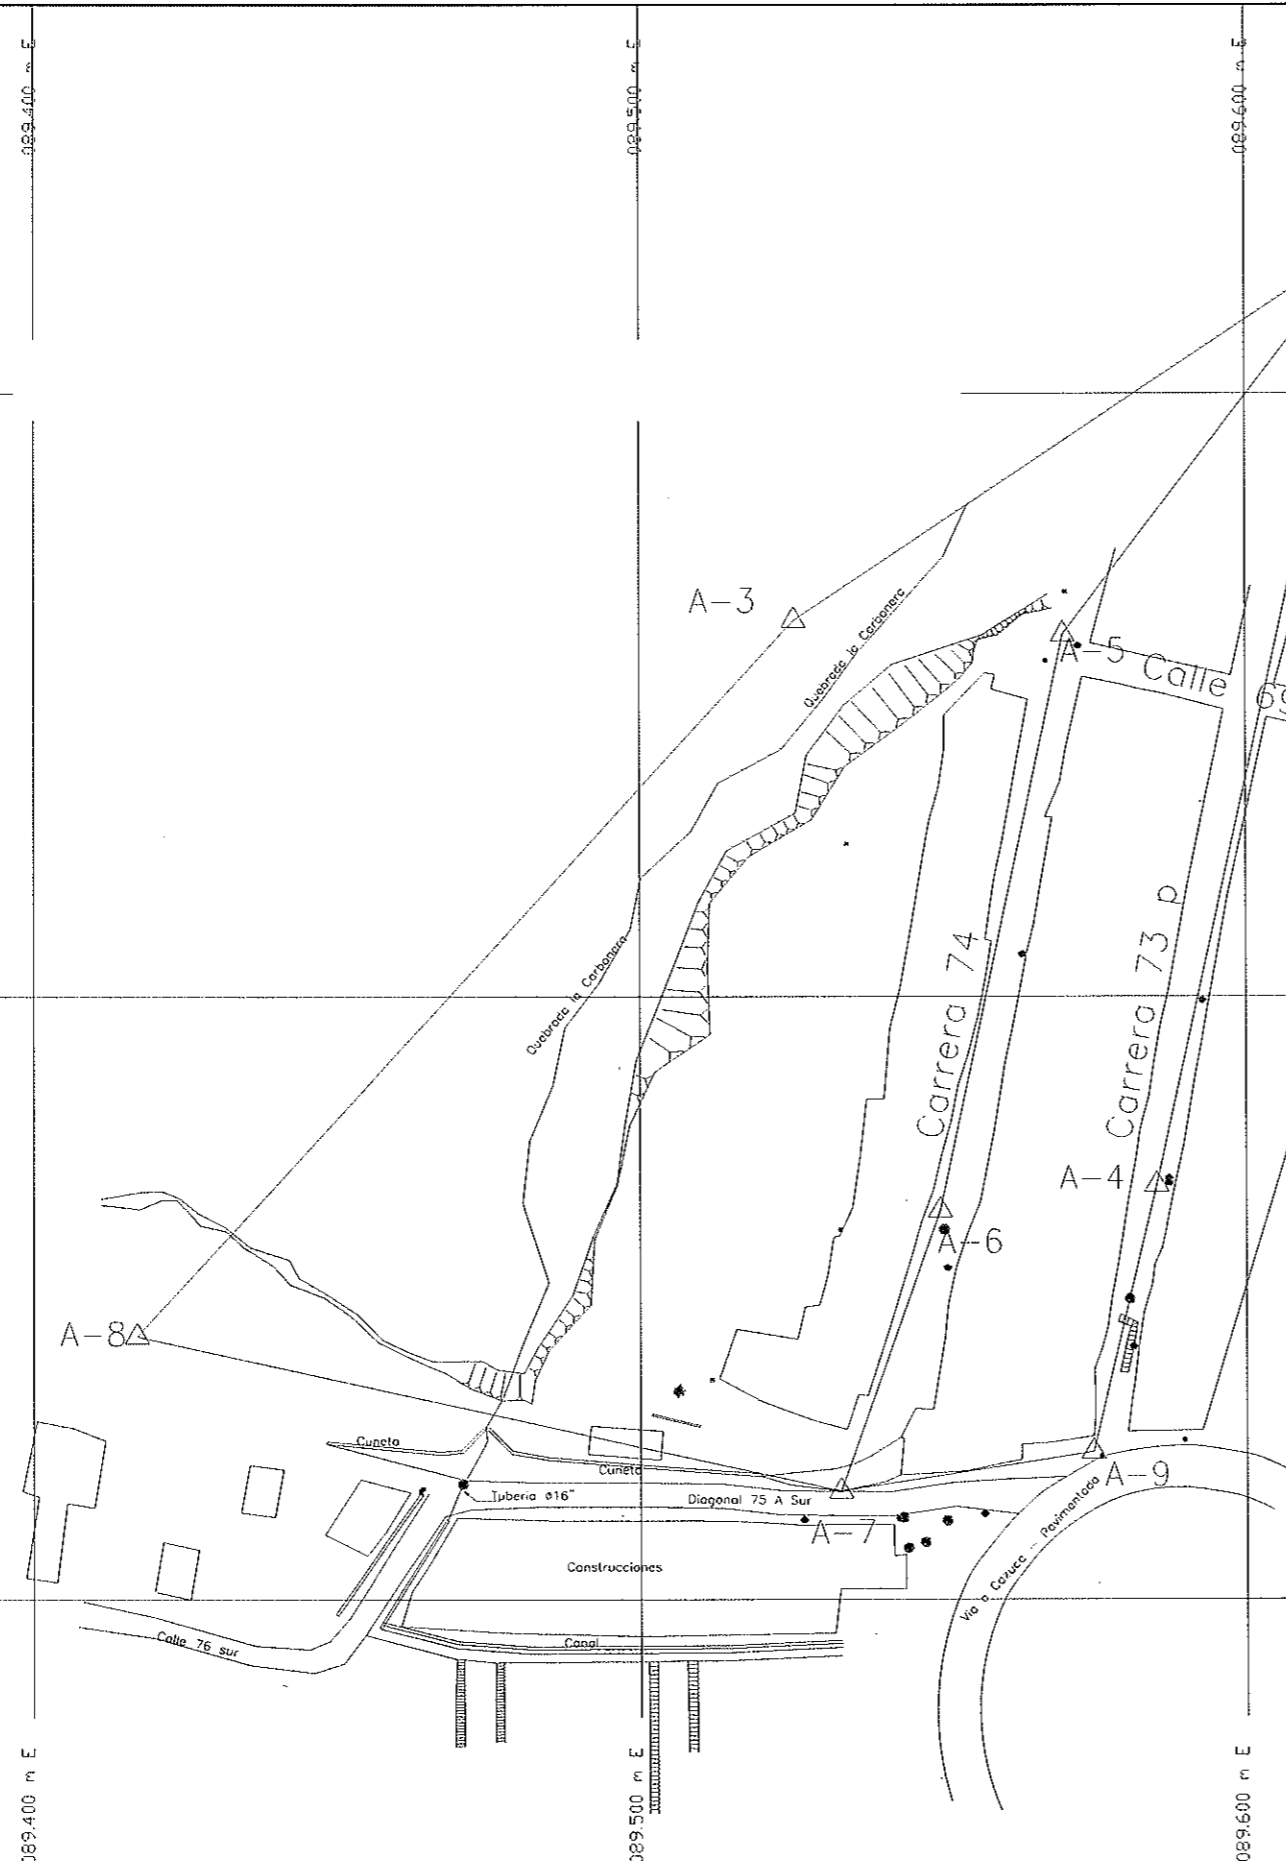 089.400 m E
089.500 m E
089.600 m E
A-3
Quebrada la Carbonera
A-5
Calle 69
Carrera 74
Carrera 73 p
Quebrada la Carbonera
A-4
A-6
A-8
Cuneta
Cuneta
A-9
Tuberia ø16"
Diagonal 75 A Sur
A-7
Construcciones
Via a Cazuca - Pavimentada
Calle 76 sur
Canal
089.400 m E
089.500 m E
089.600 m E